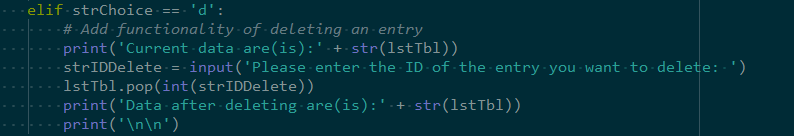 elif strChoice == 'd':
# Add functionality of deleting an entry
print('Current data are(is):' + str(lstTbl))
strIDDelete = input('Please enter the ID of the entry you want to delete: ')
lstTbl.pop(int(strIDDelete))
print('Data after deleting are(is):' + str(lstTbl))
print('\n\n')